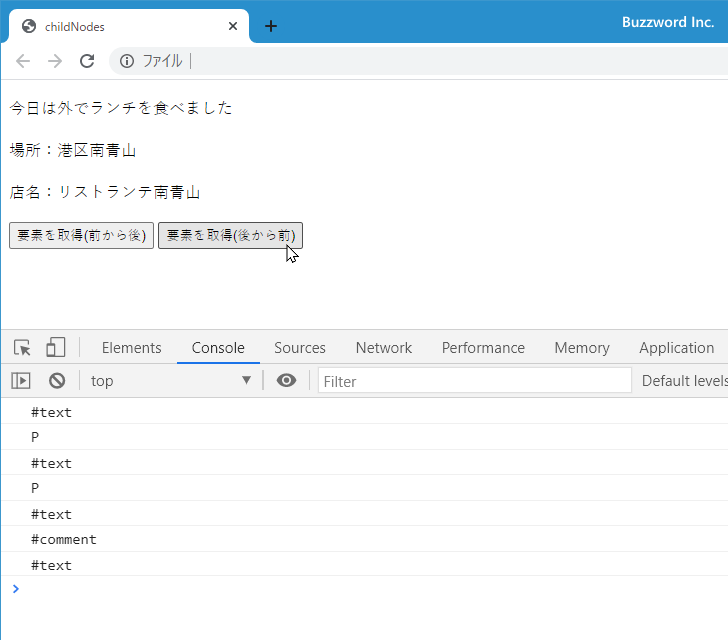 childNodes
Buzzword Inc.
ファイル
今日は外でランチを食べました
場所：港区南青山
店名：リストランテ南青山
要素を取得(前から後) 要素を取得(後から前)
Elements Console Sources Network Performance Memory Application
top Filter Default levels
#text
P
#text
P
#text
#comment
#text